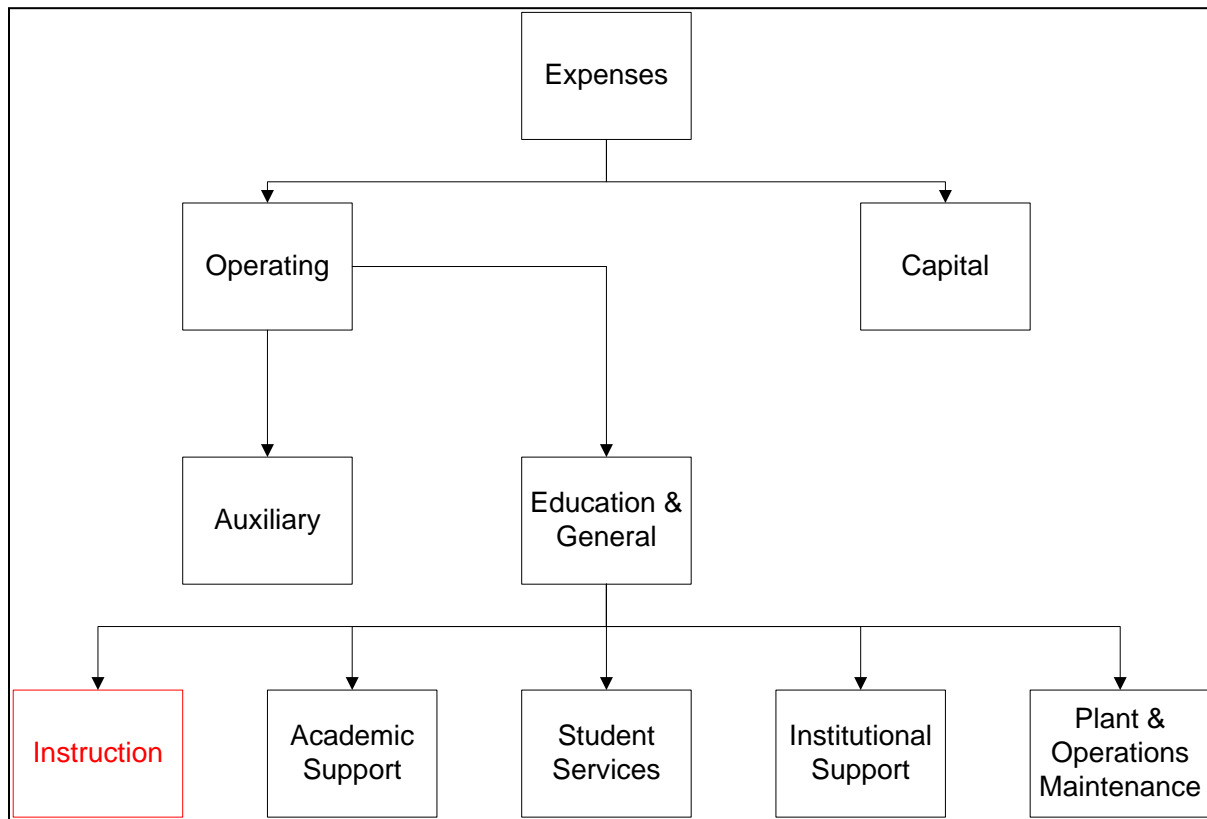 Expenses
Operating
Capital
Auxiliary
Education &
General
Instruction
Academic
Support
Student
Services
Institutional
Support
Plant &
Operations
Maintenance